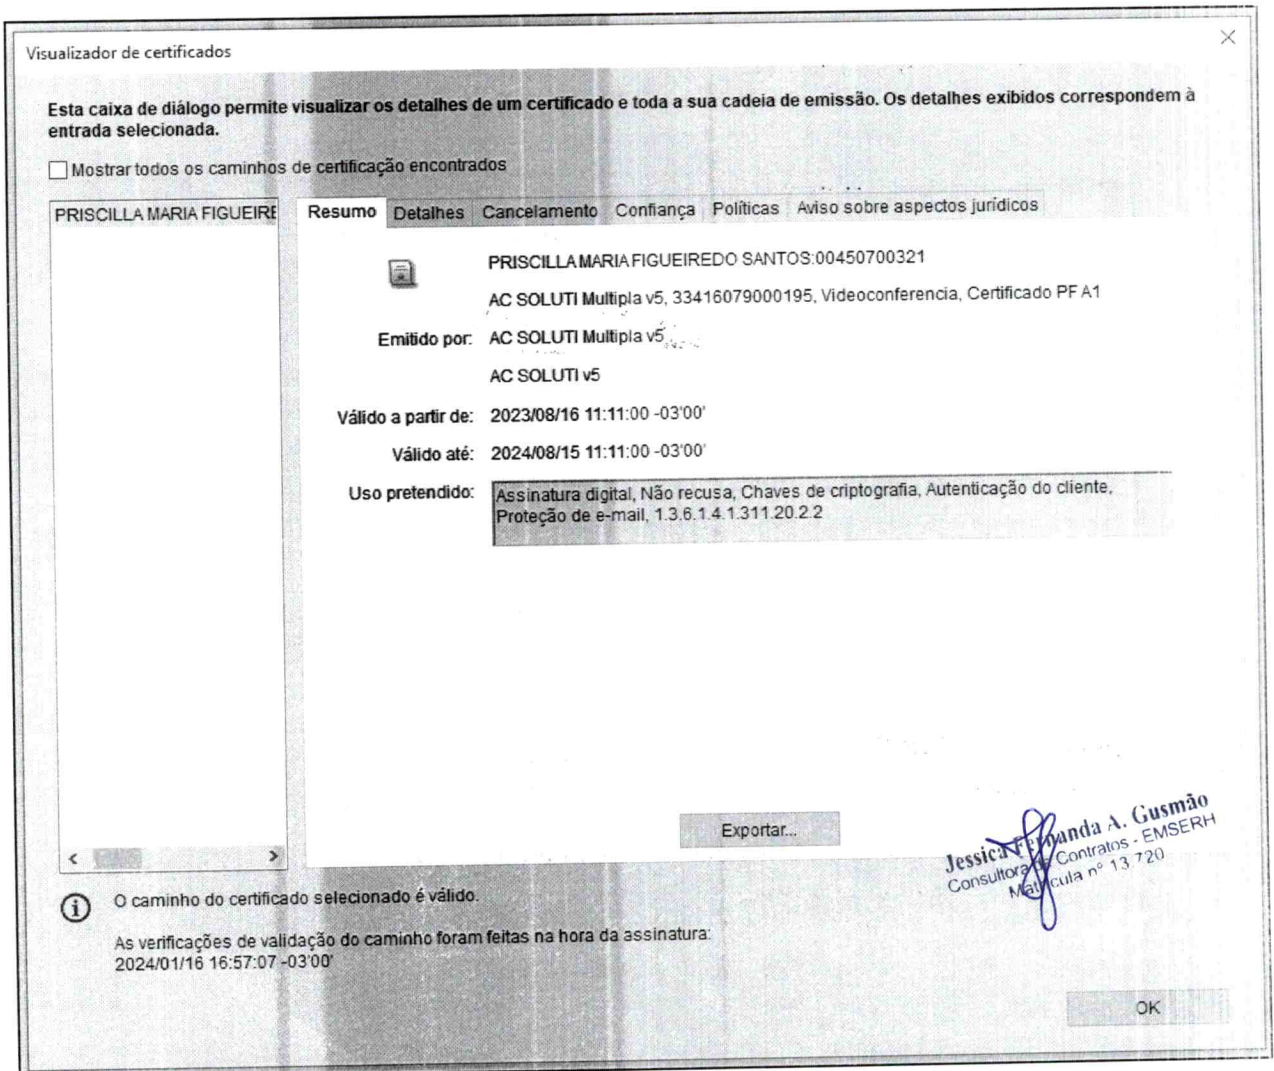 Visualizador de certificados
Esta caixa de diálogo permite visualizar os detalhes de um certificado e toda a sua cadeia de emissão. Os detalhes exibidos correspondem à
entrada selecionada.
Mostrar todos os caminhos de certificação encontrados
PRISCILLA MARIA FIGUEIRE
Resumo Detalhes Cancelamento Confiança Políticas Aviso sobre aspectos jurídicos
PRISCILLA MARIA FIGUEIREDO SANTOS:00450700321
AC SOLUTI Multipla v5, 33416079000195, Videoconferencia, Certificado PF A1
Emitido por: AC SOLUTI Multipla v5
AC SOLUTI v5
Válido a partir de: 2023/08/16 11:11:00 -03'00'
Válido até: 2024/08/15 11:11:00 -03'00'
Uso pretendido: Assinatura digital, Não recusa, Chaves de criptografia, Autenticação do cliente,
Proteção de e-mail, 1.3.6.1.4.1.311.20.2.2
Exportar...
Jessica Fernanda A. Gusmão
Consultora de Contratos - EMSERH
Matrícula nº 13.720
O caminho do certificado selecionado é válido.
As verificações de validação do caminho foram feitas na hora da assinatura:
2024/01/16 16:57:07 -03'00'
OK